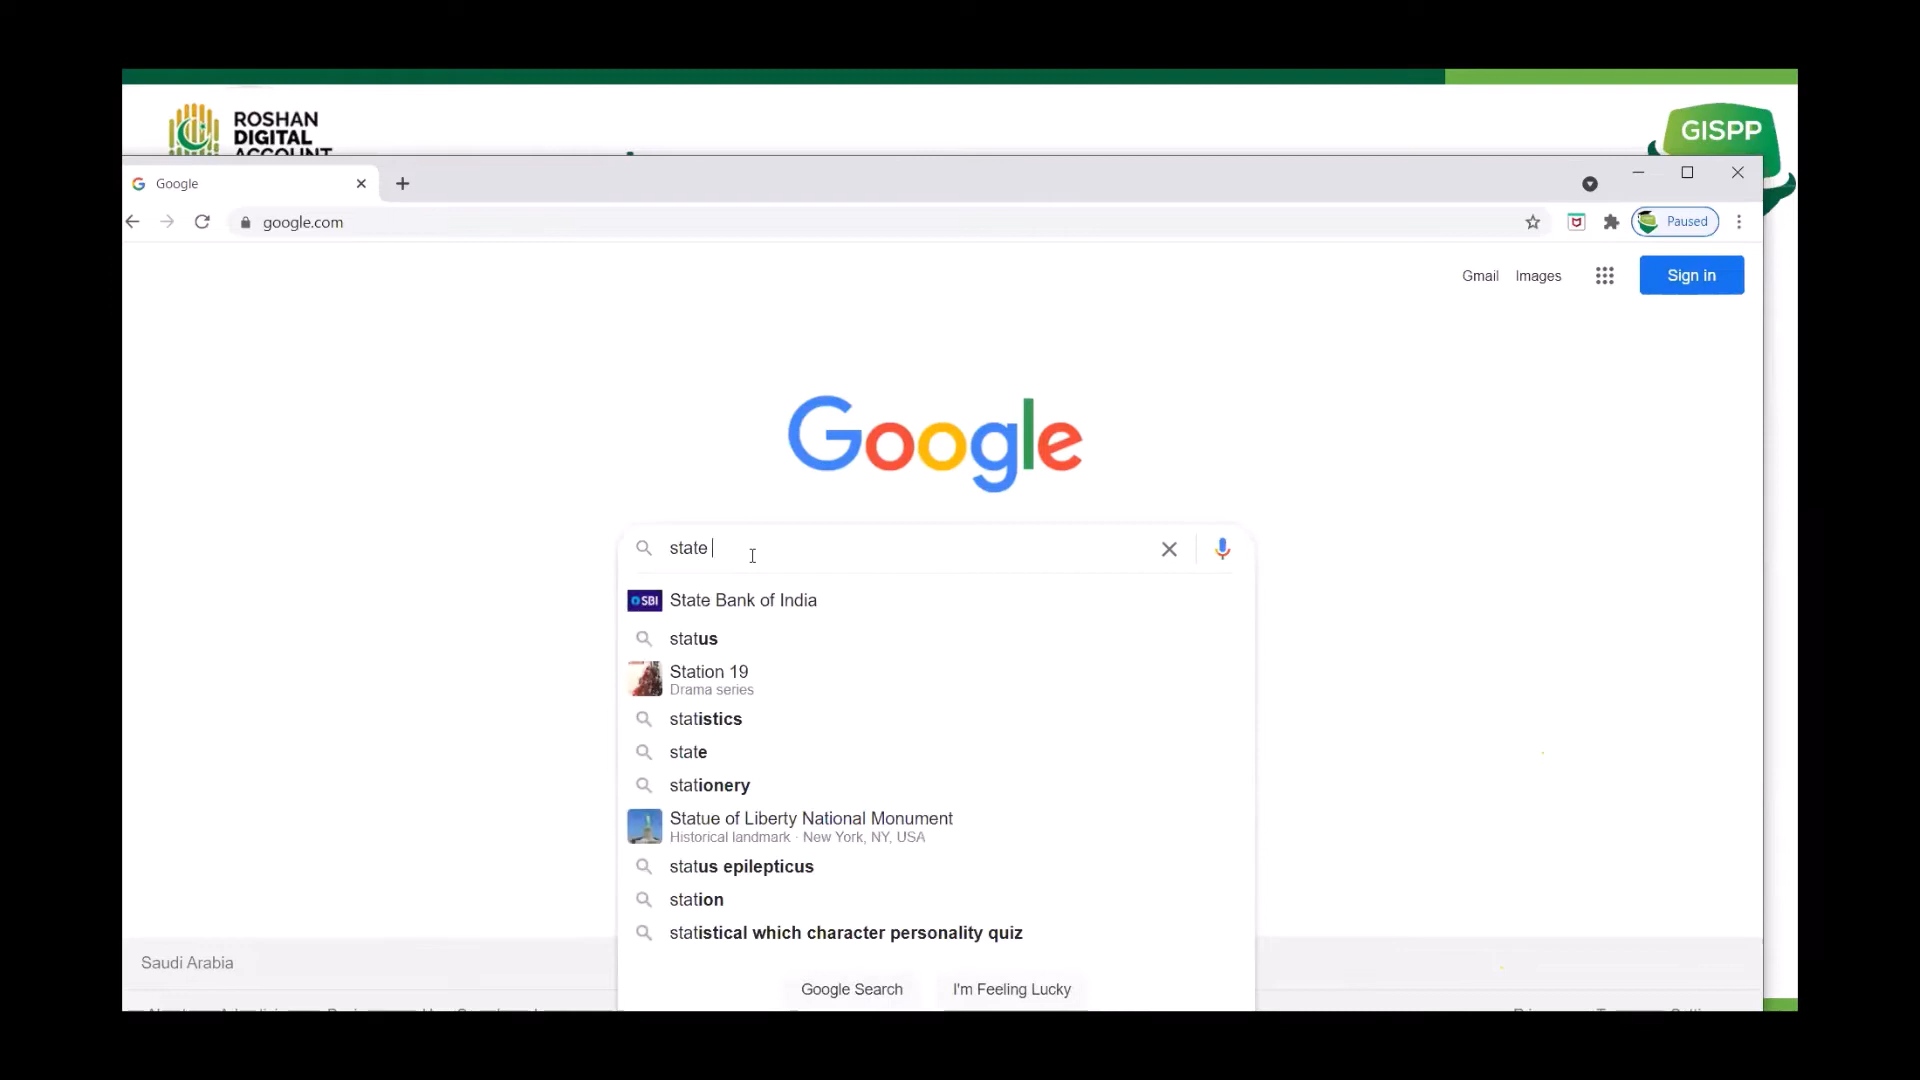 ROSHAN
DIGITAL
ACCOUNT
GISPP
Google
google.com
Paused
Gmail
Images
Sign in
Google
state
SBI
State Bank of India
status
Station 19
Drama series
statistics
state
stationery
Statue of Liberty National Monument
Historical landmark · New York, NY, USA
status epilepticus
station
statistical which character personality quiz
Saudi Arabia
Google Search
I'm Feeling Lucky